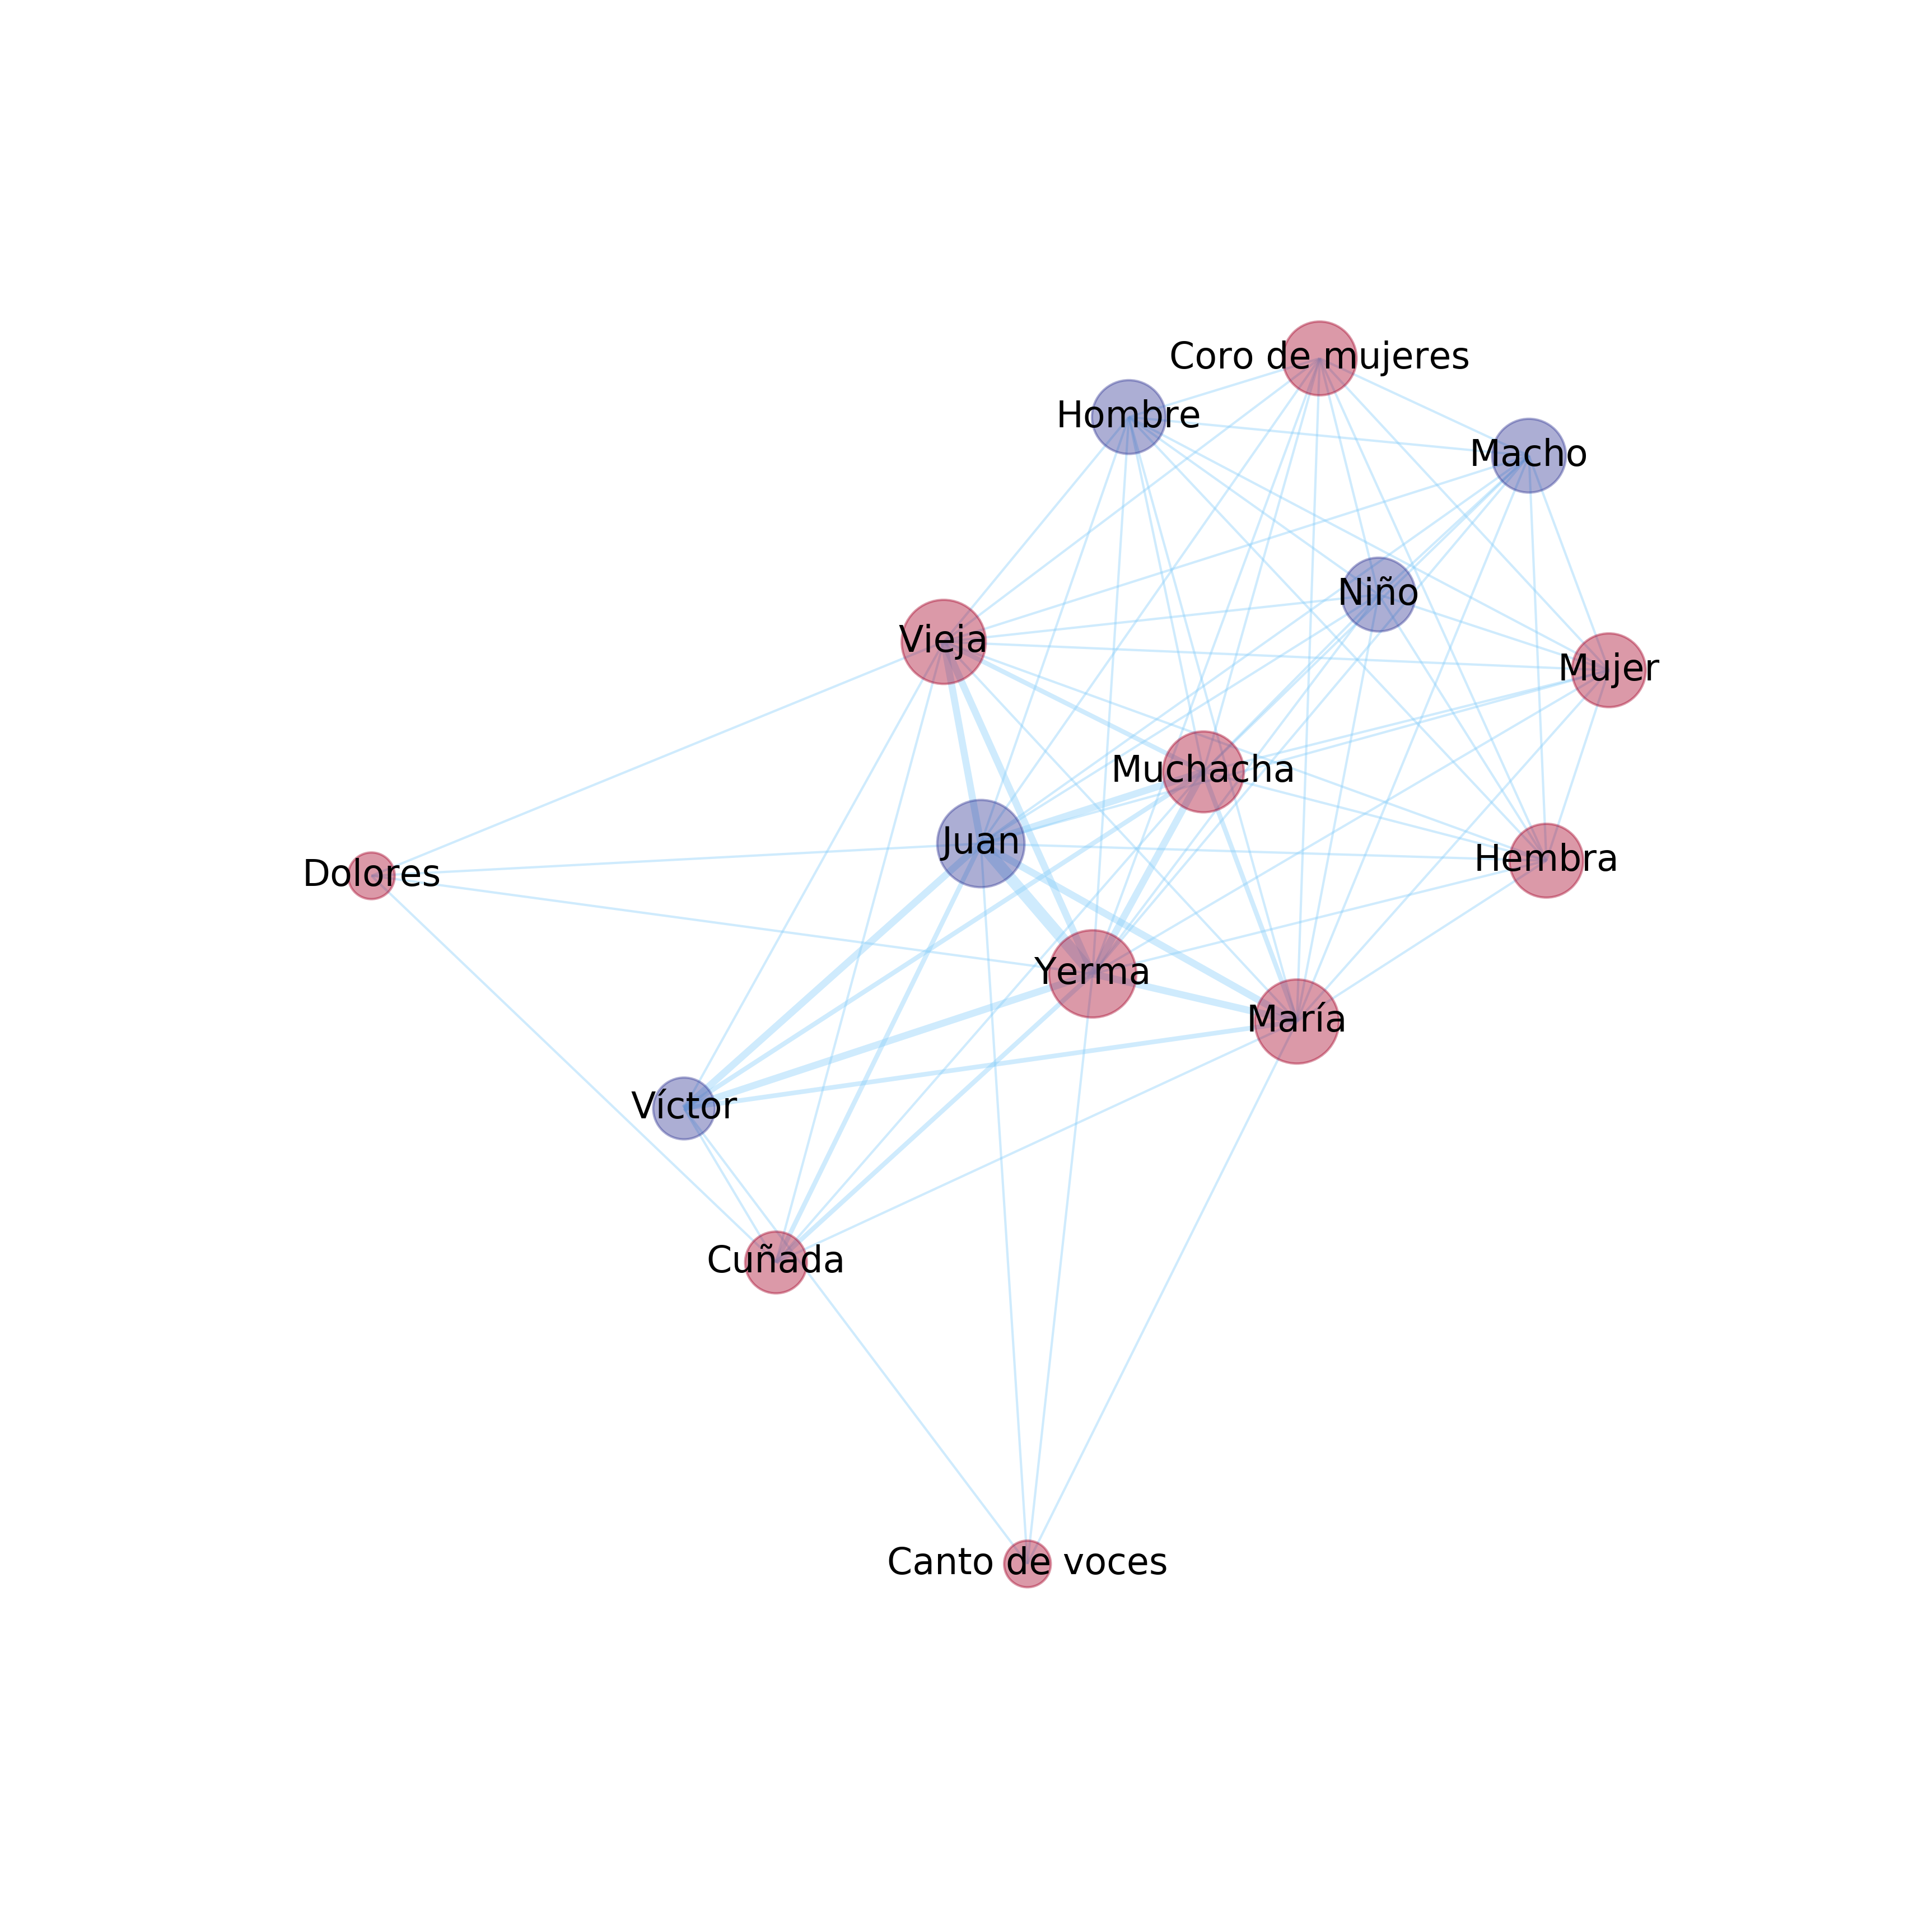 Coro de mujeres
Hombre
Macho
Niño
Vieja
Mujer
Muchacha
Juan
Hembra
Dolores
Yerma
María
Víctor
Cuñada
Canto de voces